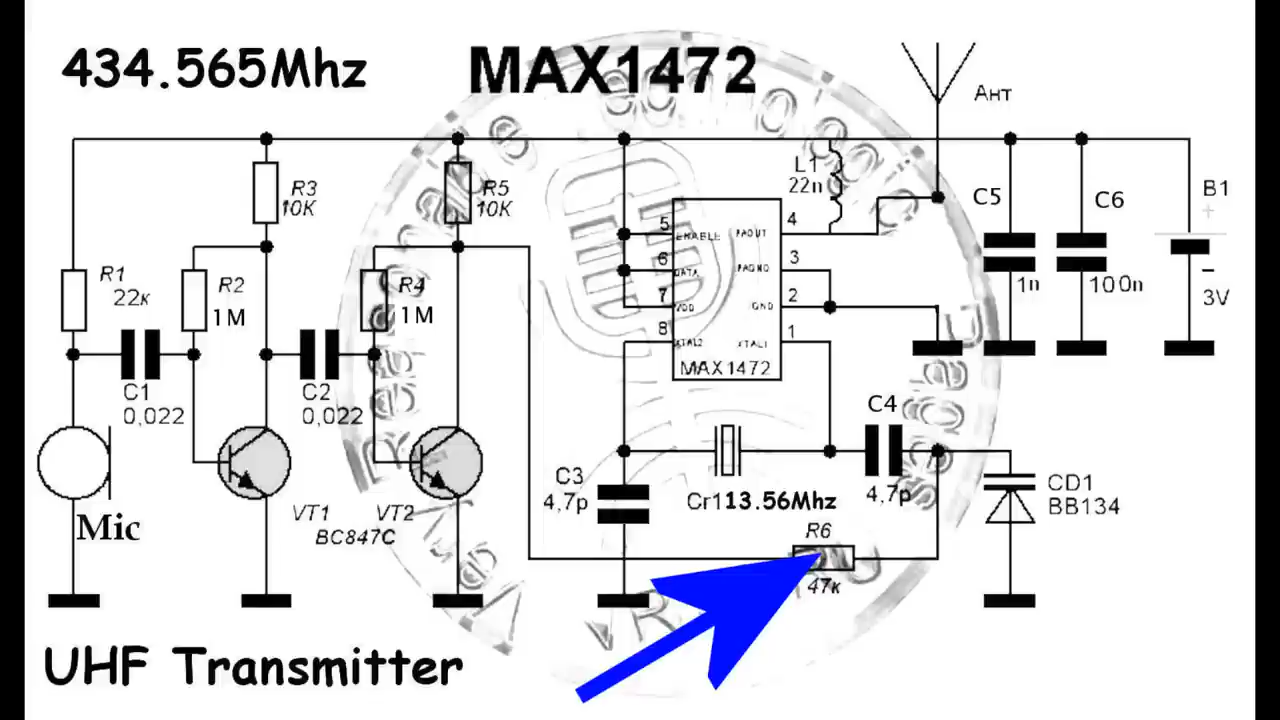 434.565Mhz
MAX1472
Ант
R3
10K
R5
10K
L1
22n
C5
1n
C6
100n
B1
+
−
3V
R1
22к
R2
1M
R4
1M
C1
0,022
C2
0,022
5
6
7
8
4
3
2
1
ENABLE
DATA
VDD
XTAL2
PAOUT
PAGND
GND
XTAL1
MAX1472
C3
4,7p
Cr1 13.56Mhz
C4
4,7p
CD1
BB134
R6
47к
Mic
VT1
VT2
BC847C
UHF Transmitter